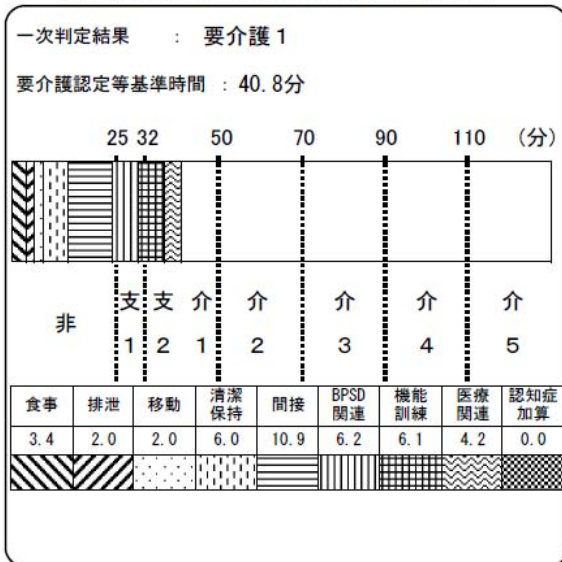 一次判定結果 ： 要介護１
要介護認定等基準時間 ： 40.8分
25 32 50 70 90 110 （分）
非 支1 支2 介1 介2 介3 介4 介5
食事 排泄 移動 清潔保持 間接 BPSD関連 機能訓練 医療関連 認知症加算
3.4 2.0 2.0 6.0 10.9 6.2 6.1 4.2 0.0